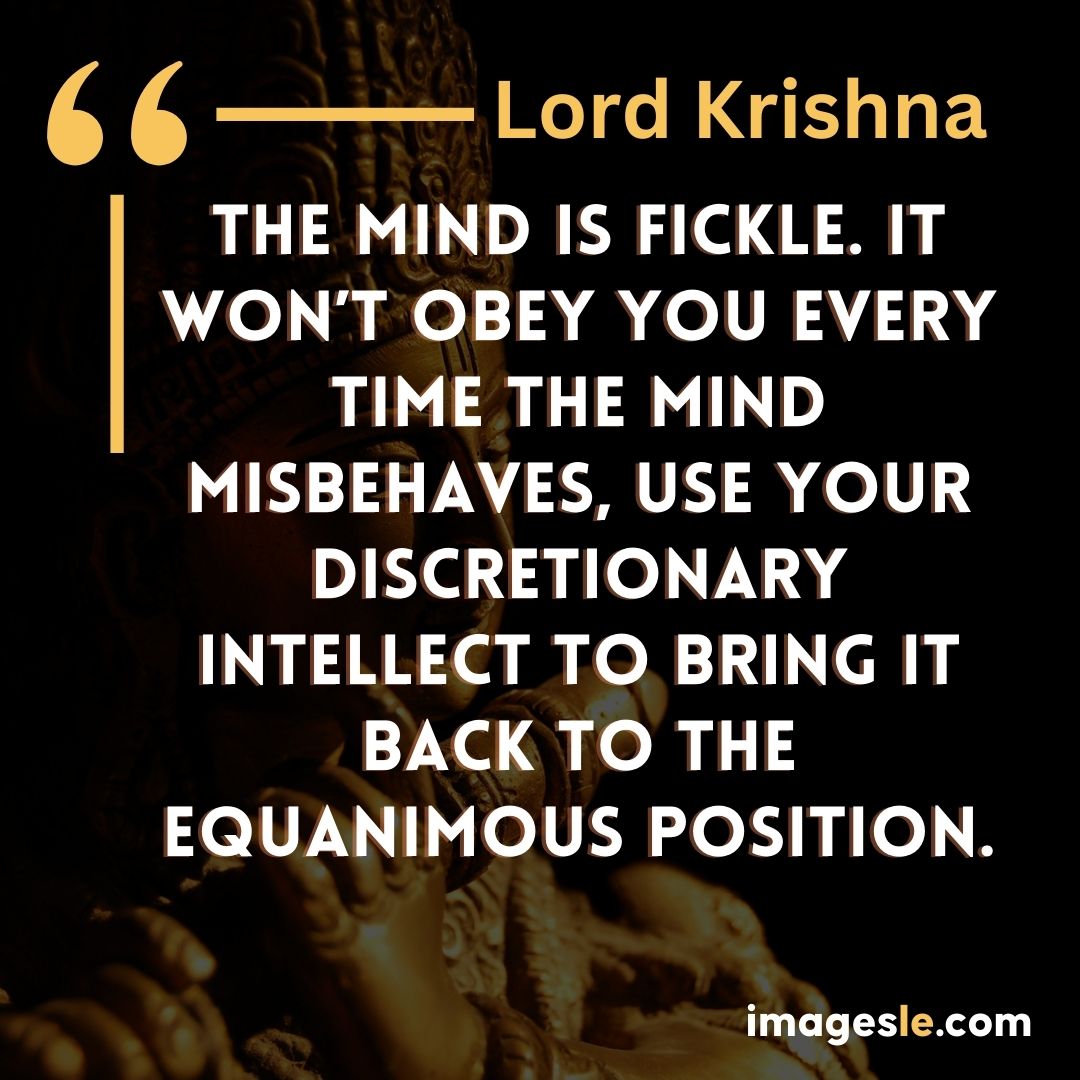 “ Lord Krishna
THE MIND IS FICKLE. IT
WON’T OBEY YOU EVERY
TIME THE MIND
MISBEHAVES, USE YOUR
DISCRETIONARY
INTELLECT TO BRING IT
BACK TO THE
EQUANIMOUS POSITION.
imagesle.com